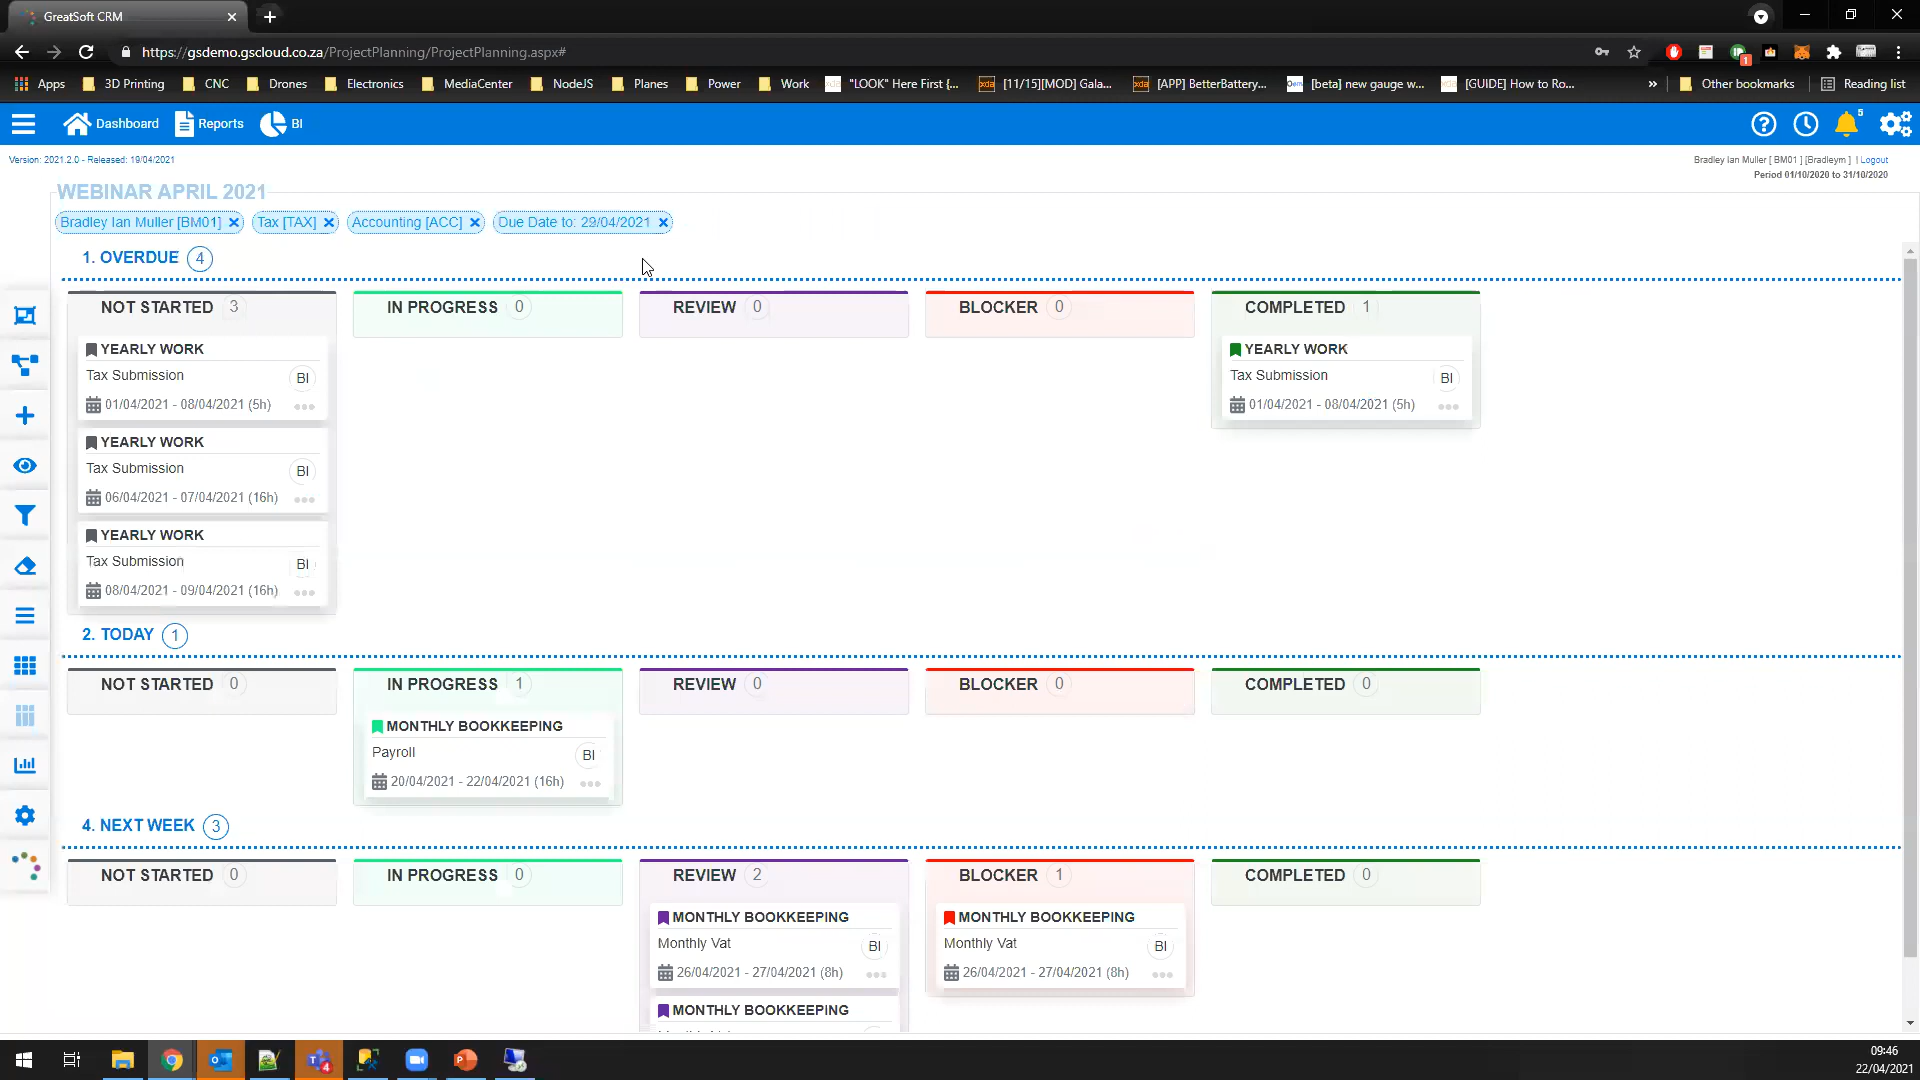 GreatSoft CRM
https://gsdemo.gscloud.co.za/ProjectPlanning/ProjectPlanning.aspx#
Apps 3D Printing CNC Drones Electronics MediaCenter NodeJS Planes Power Work "LOOK" Here First {... [11/15][MOD] Gala... [APP] BetterBattery... [beta] new gauge w... [GUIDE] How to Ro... » Other bookmarks Reading list
Dashboard Reports BI
Version: 2021.2.0 - Released: 19/04/2021
Bradley Ian Muller [ BM01 ] [Bradleym ] | Logout
Period 01/10/2020 to 31/10/2020
WEBINAR APRIL 2021
Bradley Ian Muller [BM01] Tax [TAX] Accounting [ACC] Due Date to: 29/04/2021
1. OVERDUE 4
NOT STARTED 3 IN PROGRESS 0 REVIEW 0 BLOCKER 0 COMPLETED 1
YEARLY WORK
Tax Submission BI
01/04/2021 - 08/04/2021 (5h)
YEARLY WORK
Tax Submission BI
06/04/2021 - 07/04/2021 (16h)
YEARLY WORK
Tax Submission BI
08/04/2021 - 09/04/2021 (16h)
YEARLY WORK
Tax Submission BI
01/04/2021 - 08/04/2021 (5h)
2. TODAY 1
NOT STARTED 0 IN PROGRESS 1 REVIEW 0 BLOCKER 0 COMPLETED 0
MONTHLY BOOKKEEPING
Payroll BI
20/04/2021 - 22/04/2021 (16h)
4. NEXT WEEK 3
NOT STARTED 0 IN PROGRESS 0 REVIEW 2 BLOCKER 1 COMPLETED 0
MONTHLY BOOKKEEPING
Monthly Vat BI
26/04/2021 - 27/04/2021 (8h)
MONTHLY BOOKKEEPING
MONTHLY BOOKKEEPING
Monthly Vat BI
26/04/2021 - 27/04/2021 (8h)
09:46
22/04/2021